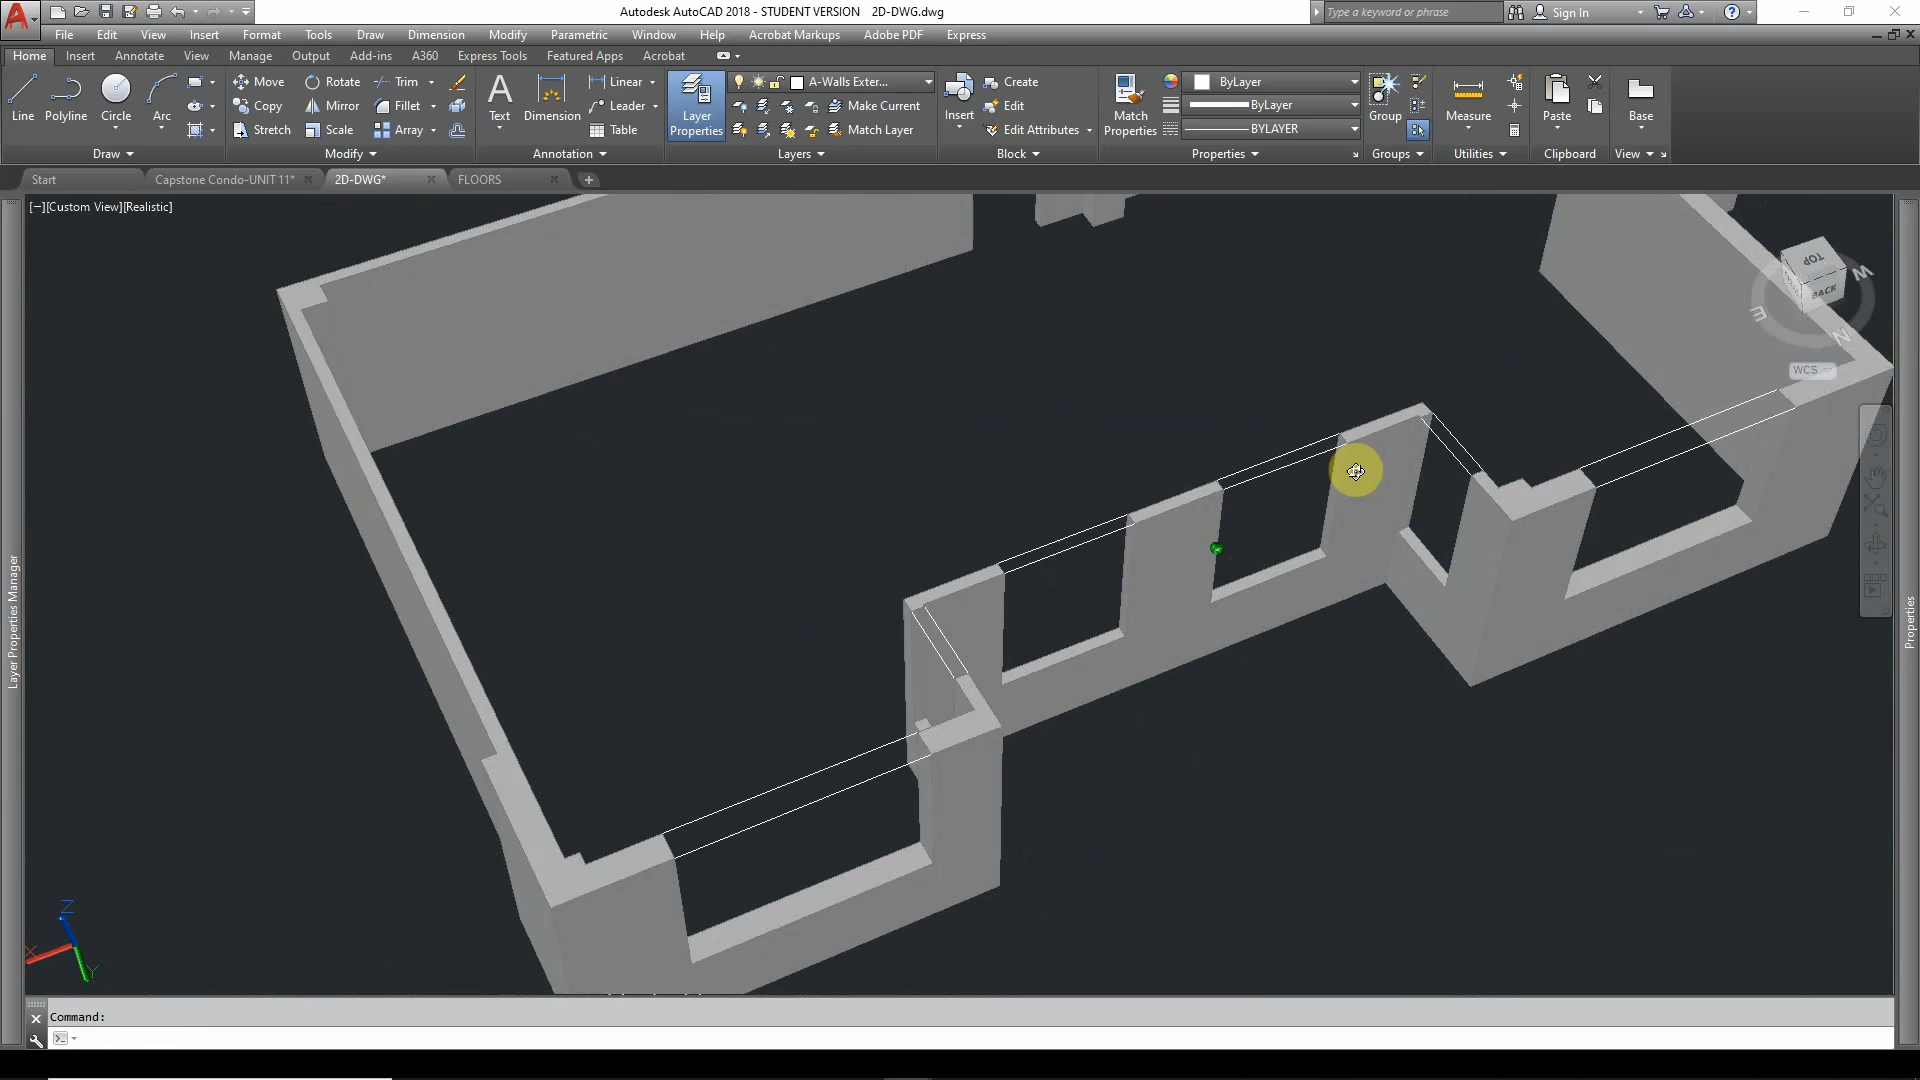 Autodesk AutoCAD 2018 - STUDENT VERSION 2D-DWG.dwg
Type a keyword or phrase
Sign In
File Edit View Insert Format Tools Draw Dimension Modify Parametric Window Help Acrobat Markups Adobe PDF Express
Home Insert Annotate View Manage Output Add-ins A360 Express Tools Featured Apps Acrobat
Move Rotate Trim Linear A-Walls Exter... Create ByLayer
Copy Mirror Fillet Leader Make Current Edit ByLayer
Line Polyline Circle Arc Text Dimension Layer Properties Insert Match Properties Group Measure Paste Base
Stretch Scale Array Table Match Layer Edit Attributes BYLAYER
Draw Modify Annotation Layers Block Properties Groups Utilities Clipboard View
Start Capstone Condo-UNIT 11* 2D-DWG* FLOORS
[−][Custom View][Realistic]
TOP
BACK
W
E
N
WCS
Layer Properties Manager
Properties
Z
X
Y
Command: